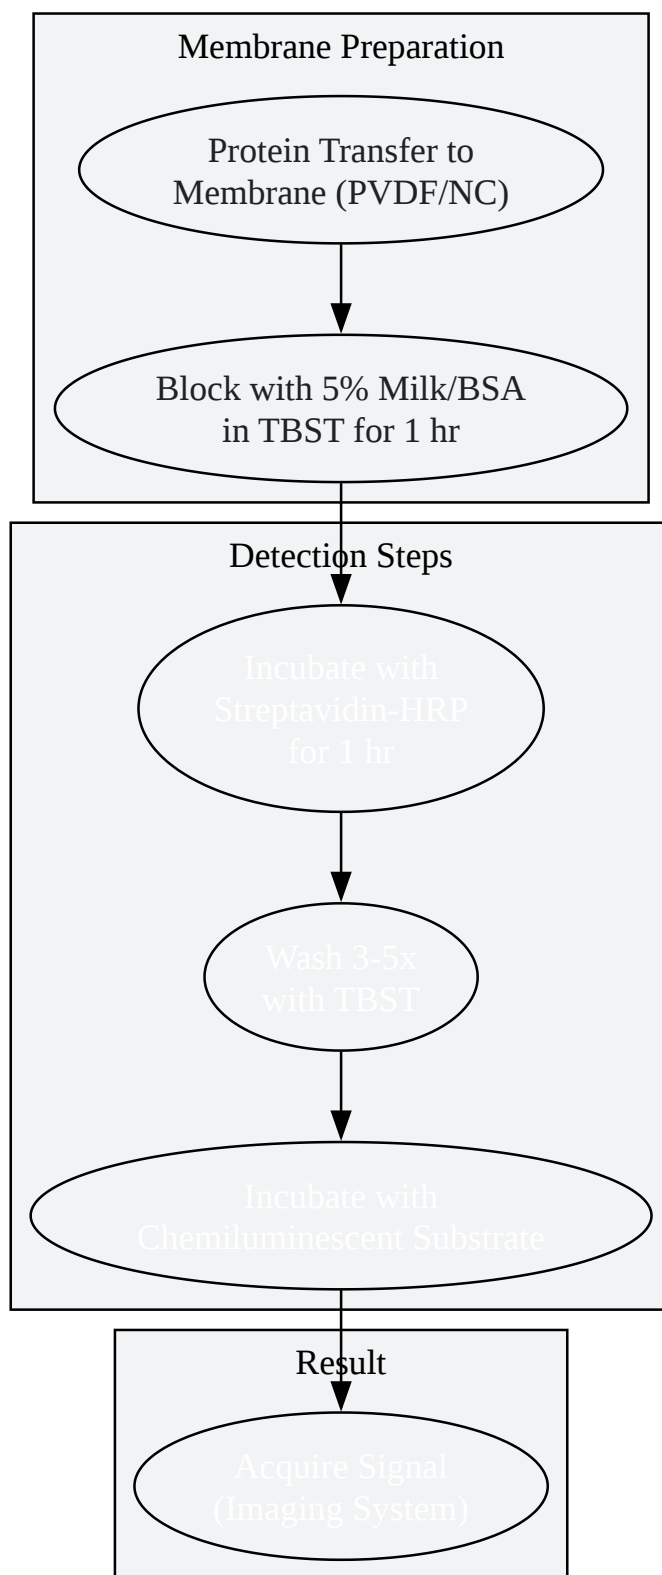 Membrane Preparation
Protein Transfer to
Membrane (PVDF/NC)
Block with 5% Milk/BSA
in TBST for 1 hr
Detection Steps
Incubate with
Streptavidin-HRP
for 1 hr
Wash 3-5x
with TBST
Incubate with
Chemiluminescent Substrate
Result
Acquire Signal
(Imaging System)